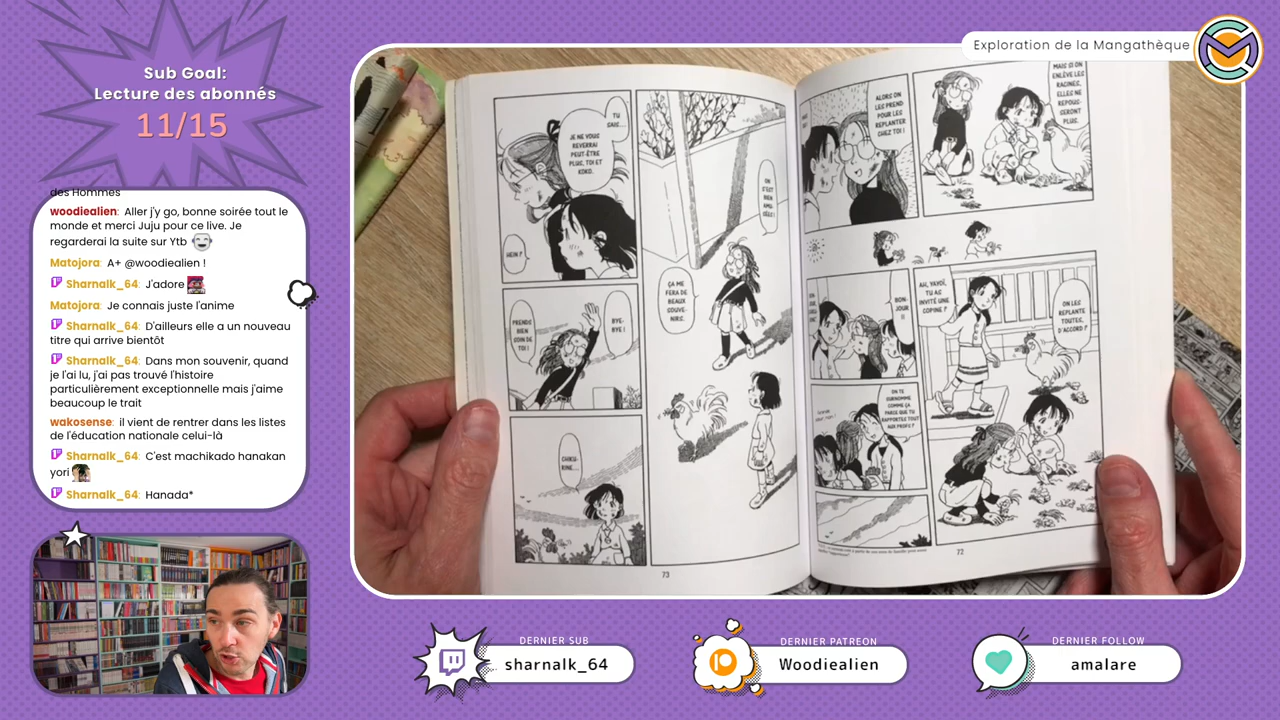 Sub Goal:
Lecture des abonnés
11/15
des Hommes
woodiealien: Aller j'y go, bonne soirée tout le
monde et merci Juju pour ce live. Je
regarderai la suite sur Ytb
Matojora: A+ @woodiealien !
Sharnalk_64: J'adore
Matojora: Je connais juste l'anime
Sharnalk_64: D'ailleurs elle a un nouveau
titre qui arrive bientôt
Sharnalk_64: Dans mon souvenir, quand
je l'ai lu, j'ai pas trouvé l'histoire
particulièrement exceptionnelle mais j'aime
beaucoup le trait
wakosense: il vient de rentrer dans les listes
de l'éducation nationale celui-là
Sharnalk_64: C'est machikado hanakan
yori
Sharnalk_64: Hanada*
Exploration de la Mangathèque
MAIS SI ON
ENLÈVE LES
RACINES,
ELLES NE
REPOUS-
SERONT
PLUS.
ALORS ON
LES PREND
POUR LES
REPLANTER
CHEZ TOI !
AH, YAYOÏ,
TU AS
INVITÉ UNE
COPINE ?
BON-
JOUR
!!
ON LES
REPLANTE
TOUTES,
D'ACCORD ?
ON TE
SURNOMME
COMME ÇA
PARCE QUE TU
RAPPORTES TOUT
AUX PROFS ?
72
TU
SAIS...
JE NE VOUS
REVERRAI
PEUT-ÊTRE
PLUS, TOI ET
KOKO.
HEIN ?
PRENDS
BIEN
SOIN DE
TOI !
BYE-
BYE !
CHIKU-
RINE...
ON
S'EST
BIEN
AMU-
SÉES !
ÇA ME
FERA DE
BEAUX
SOUVE-
NIRS.
73
DERNIER SUB
sharnalk_64
DERNIER PATREON
Woodiealien
DERNIER FOLLOW
amalare